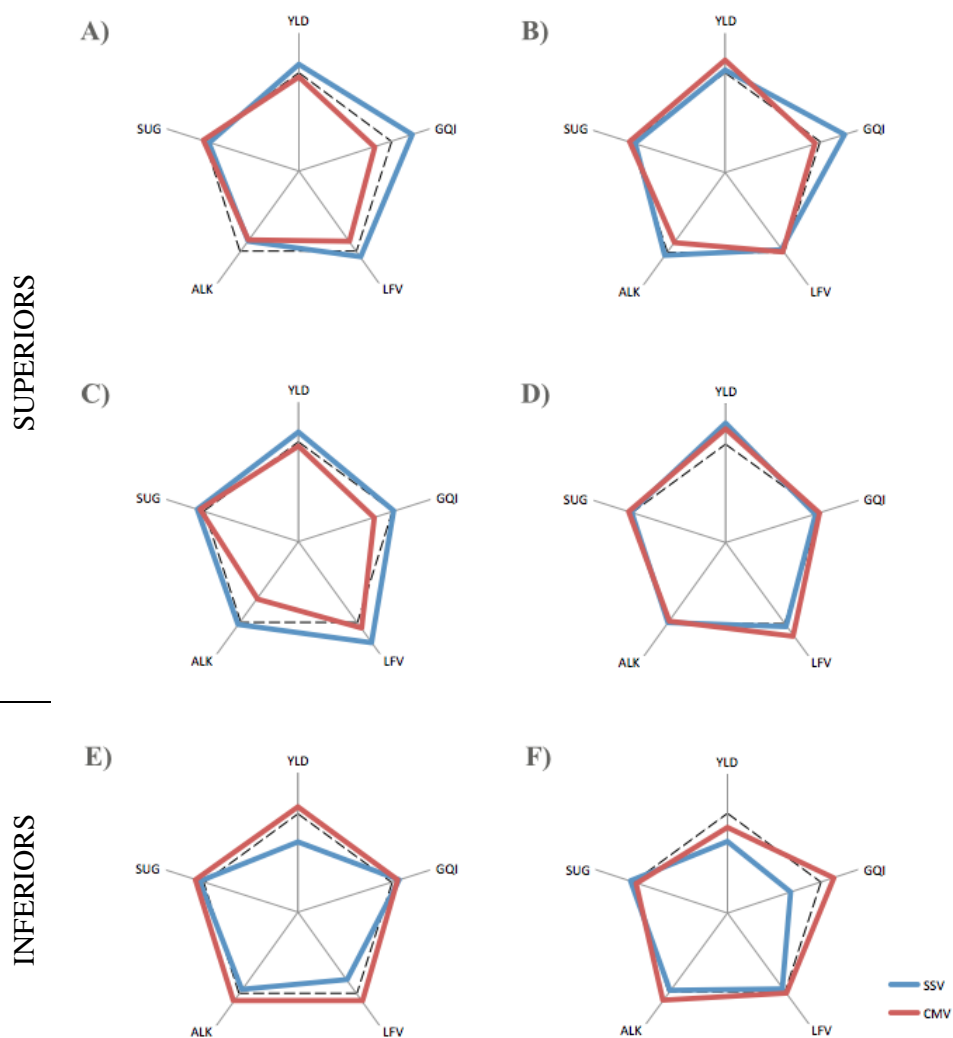 SUPERIORS
A)
YLD
GQI
LFV
ALK
SUG
B)
YLD
GQI
LFV
ALK
SUG
C)
YLD
GQI
LFV
ALK
SUG
D)
YLD
GQI
LFV
ALK
SUG
INFERIORS
E)
YLD
GQI
LFV
ALK
SUG
F)
YLD
GQI
LFV
ALK
SUG
SSV
CMV